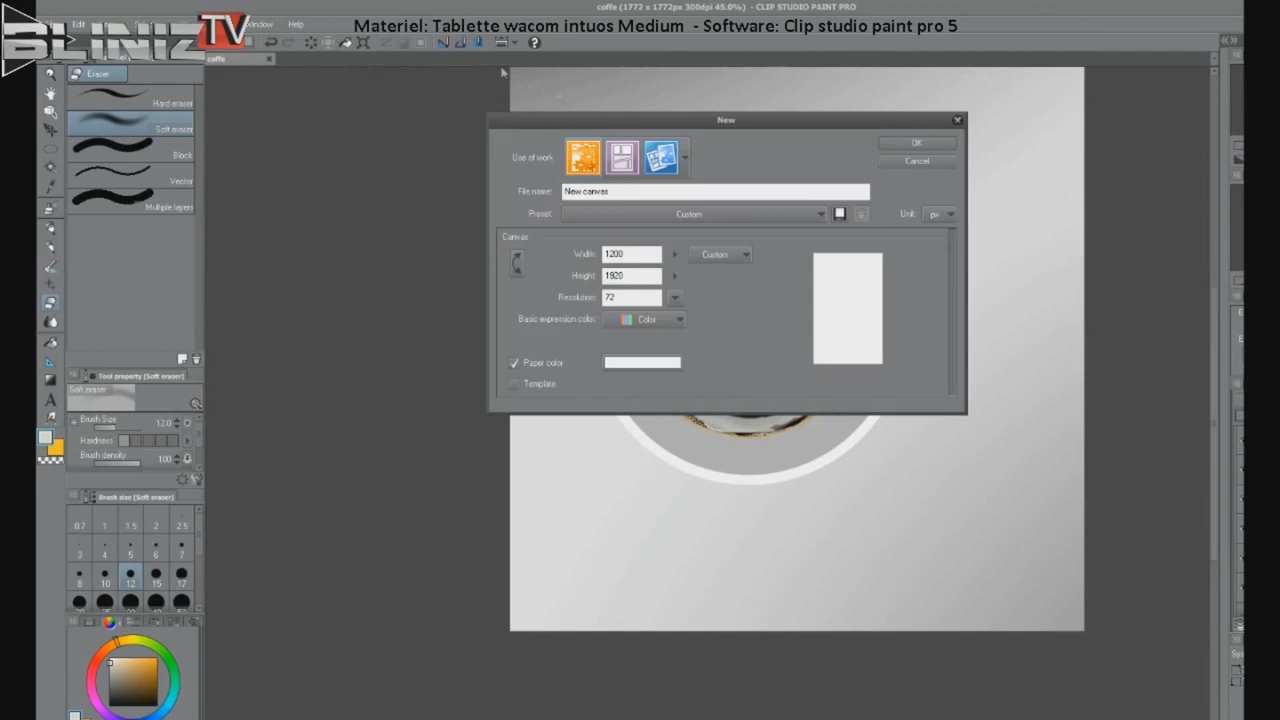 coffe (1772 x 1772px 300dpi 45.0%) - CLIP STUDIO PAINT PRO
Edit
Window Help
BLINIZ TV
Materiel: Tablette wacom intuos Medium - Software: Clip studio paint pro 5
coffe
Eraser
Hard eraser
Soft eraser
Block
Vector
Multiple layers
New
Use of work:
OK
Cancel
File name: New canvas
Preset: Custom
Unit: px
Canvas
Width: 1200 Custom
Height: 1920
Resolution: 72
Basic expression color: Color
Paper color
Template
Tool property (Soft eraser)
Soft eraser
Brush Size 12.0
Hardness
Brush density 100
Brush size (Soft eraser)
0.7 1 1.5 2 2.5
3 4 5 6 7
8 10 12 15 17
A